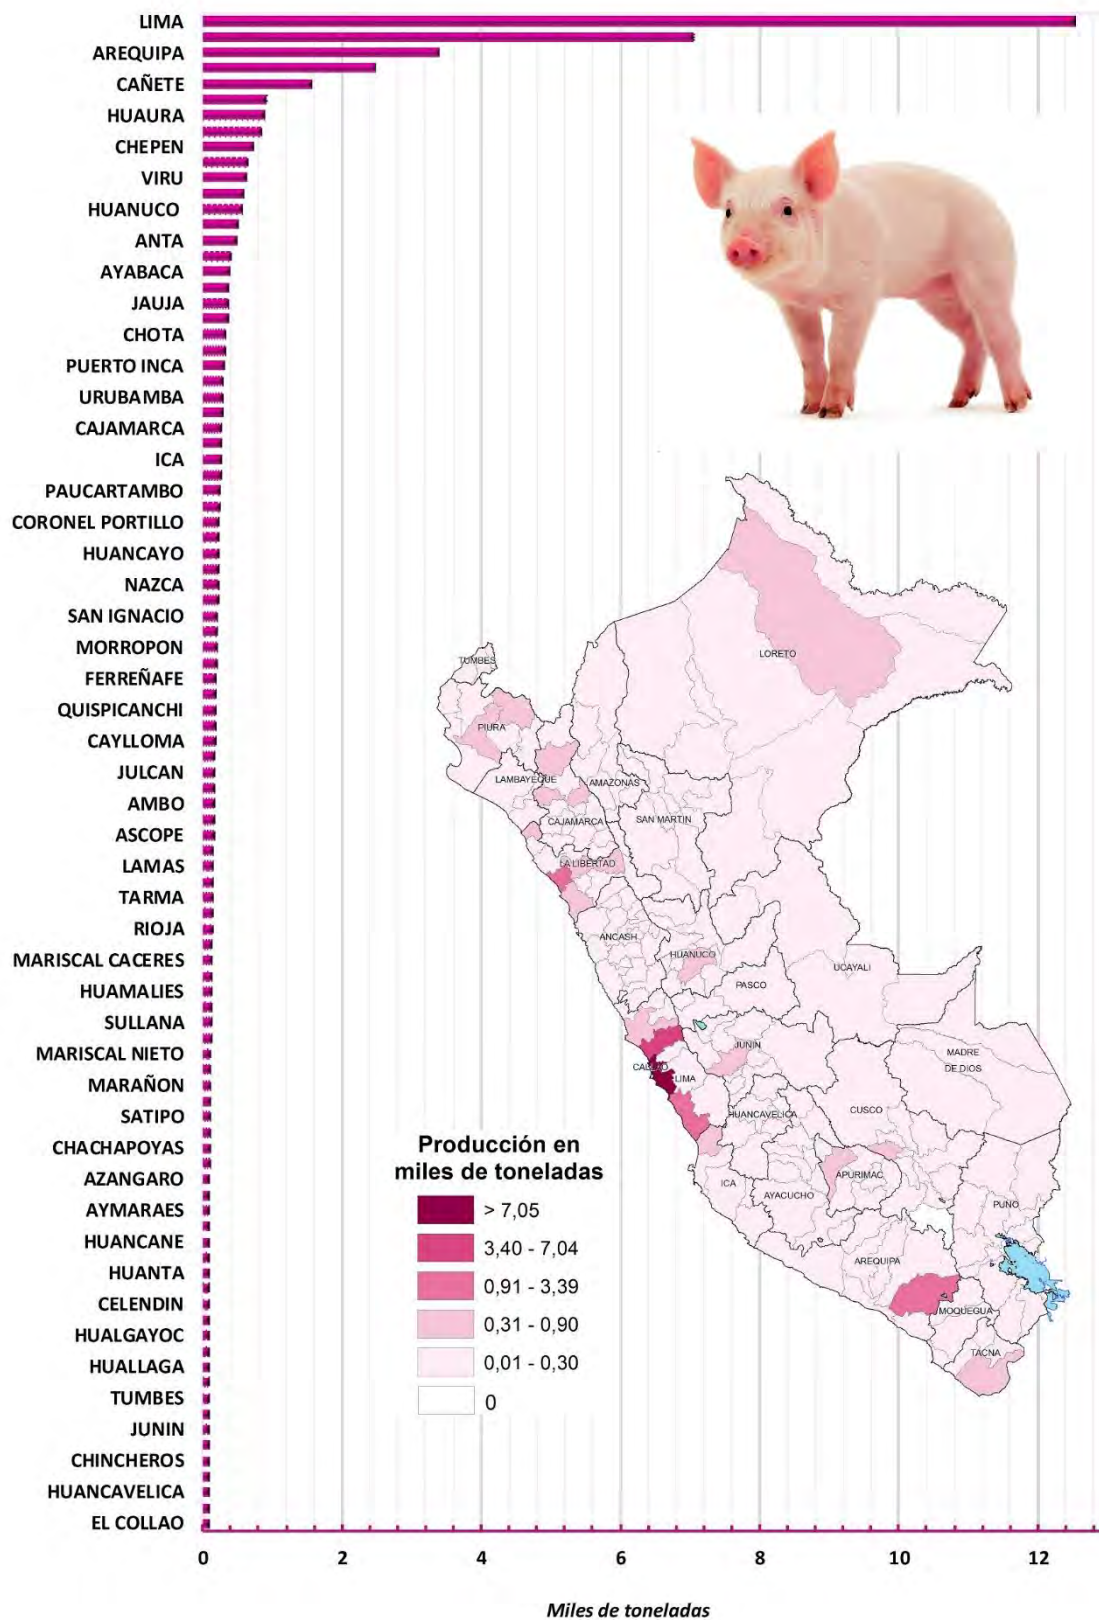 LIMA
AREQUIPA
CAÑETE
HUAURA
CHEPEN
VIRU
HUANUCO
ANTA
AYABACA
JAUJA
CHOTA
PUERTO INCA
URUBAMBA
CAJAMARCA
ICA
PAUCARTAMBO
CORONEL PORTILLO
HUANCAYO
NAZCA
SAN IGNACIO
MORROPON
FERREÑAFE
QUISPICANCHI
CAYLLOMA
JULCAN
AMBO
ASCOPE
LAMAS
TARMA
RIOJA
MARISCAL CACERES
HUAMALIES
SULLANA
MARISCAL NIETO
MARAÑON
SATIPO
CHACHAPOYAS
AZANGARO
AYMARAES
HUANCANE
HUANTA
CELENDIN
HUALGAYOC
HUALLAGA
TUMBES
JUNIN
CHINCHEROS
HUANCAVELICA
EL COLLAO
0 2 4 6 8 10 12
Miles de toneladas
TUMBES
LORETO
PIURA
LAMBAYEQUE
AMAZONAS
CAJAMARCA
SAN MARTIN
LA LIBERTAD
ANCASH
HUANUCO
UCAYALI
PASCO
JUNIN
MADRE
DE DIOS
CALLAO
LIMA
HUANCAVELICA
CUSCO
ICA
AYACUCHO
APURIMAC
PUNO
AREQUIPA
MOQUEGUA
TACNA
Producción en
miles de toneladas
> 7,05
3,40 - 7,04
0,91 - 3,39
0,31 - 0,90
0,01 - 0,30
0